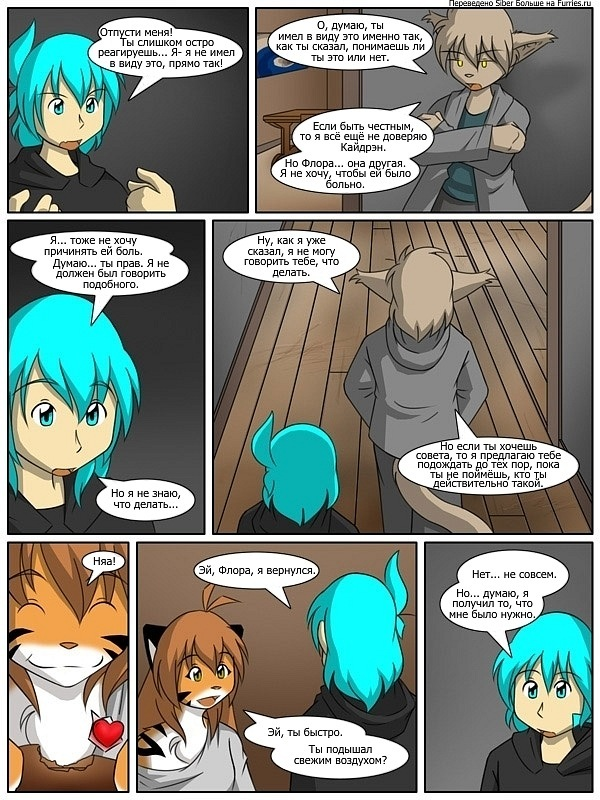 Переведено Siber Больше на Furries.ru
Отпусти меня!
Ты слишком остро
реагируешь... Я- я не имел
в виду это, прямо так!
О, думаю, ты
имел в виду это именно так,
как ты сказал, понимаешь ли
ты это или нет.
Если быть честным,
то я всё ещё не доверяю
Кайдрэн.
Но Флора... она другая.
Я не хочу, чтобы ей было
больно.
Я... тоже не хочу
причинять ей боль.
Думаю... ты прав. Я не
должен был говорить
подобного.
Но я не знаю,
что делать...
Ну, как я уже
сказал, я не могу
говорить тебе, что
делать.
Но если ты хочешь
совета, то я предлагаю тебе
подождать до тех пор, пока
ты не поймёшь, кто ты
действительно такой.
Няа!
Эй, Флора, я вернулся.
Эй, ты быстро.
Ты подышал
свежим воздухом?
Нет... не совсем.
Но... думаю, я
получил то, что
мне было нужно.